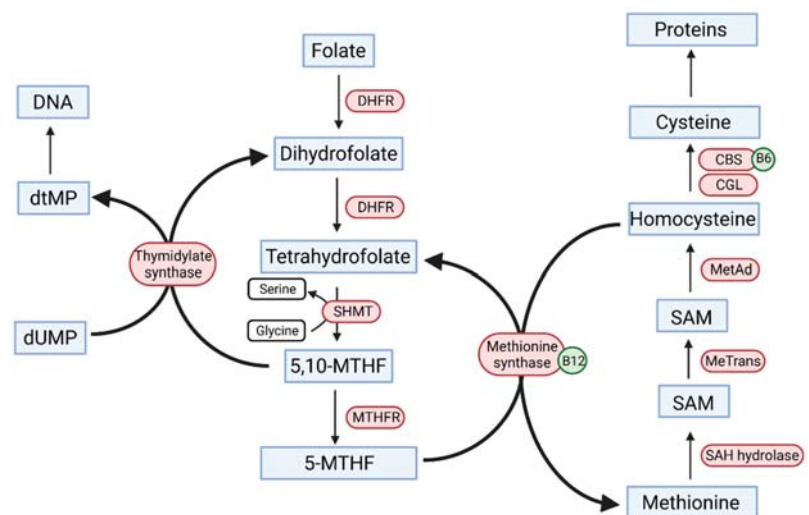 Proteins
Folate
DNA
DHFR
Cysteine
Dihydrofolate
CBS
B6
CGL
dtMP
DHFR
Homocysteine
Thymidylate
synthase
Tetrahydrofolate
MetAd
Serine
SHMT
Glycine
SAM
dUMP
Methionine
synthase
B12
5,10-MTHF
MeTrans
SAM
MTHFR
5-MTHF
SAH hydrolase
Methionine